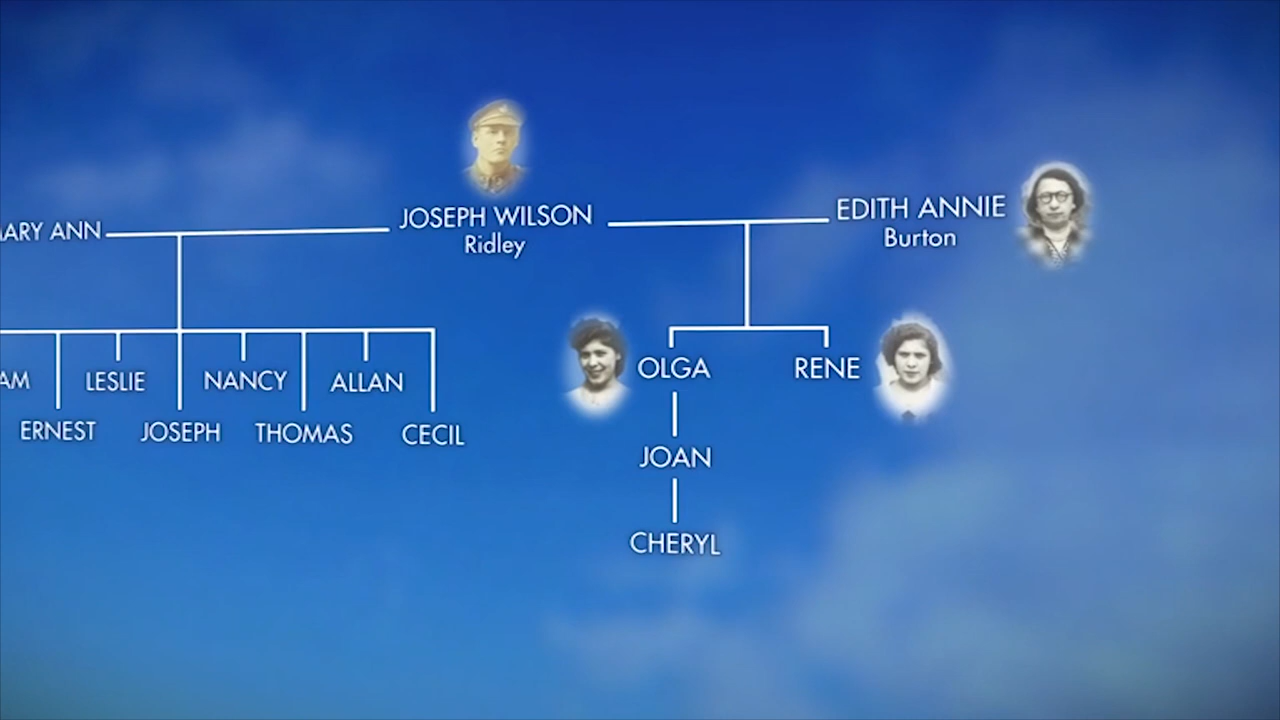 ARY ANN
JOSEPH WILSON
Ridley
EDITH ANNIE
Burton
OLGA
RENE
AM
LESLIE
NANCY
ALLAN
ERNEST
JOSEPH
THOMAS
CECIL
JOAN
CHERYL